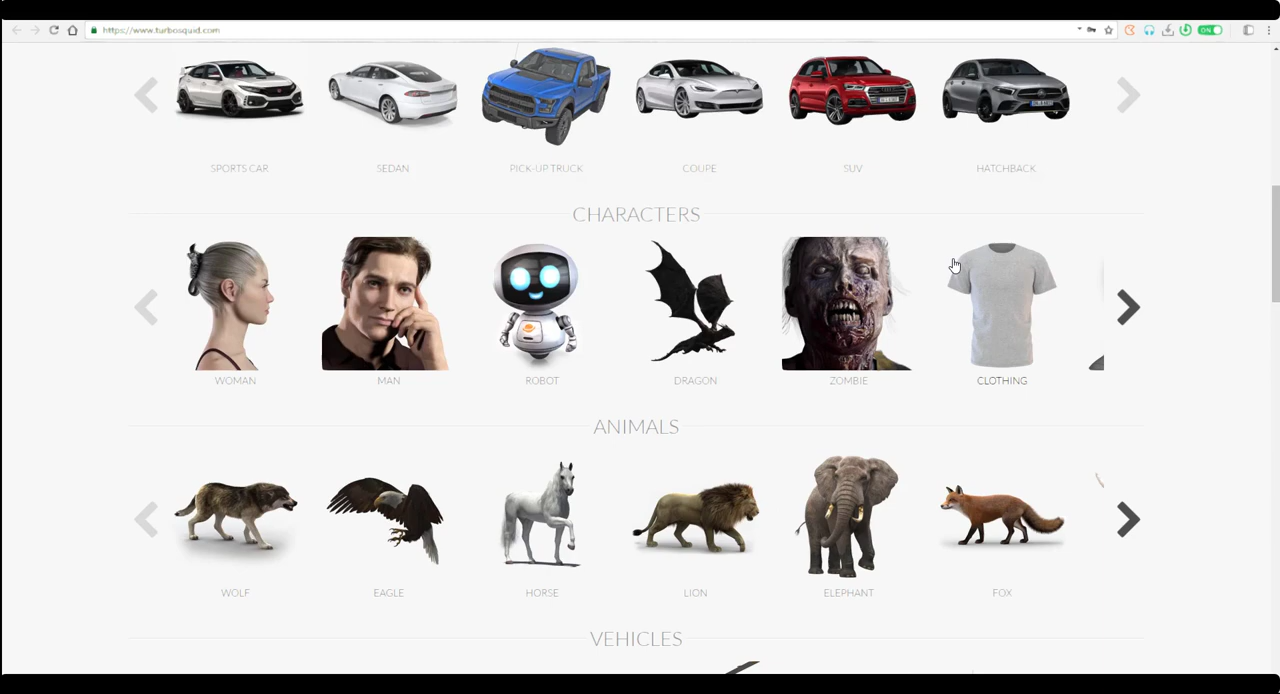 https://www.turbosquid.com
ON
SPORTS CAR
SEDAN
PICK-UP TRUCK
COUPE
SUV
HATCHBACK
CHARACTERS
WOMAN
MAN
ROBOT
DRAGON
ZOMBIE
CLOTHING
ANIMALS
WOLF
EAGLE
HORSE
LION
ELEPHANT
FOX
VEHICLES